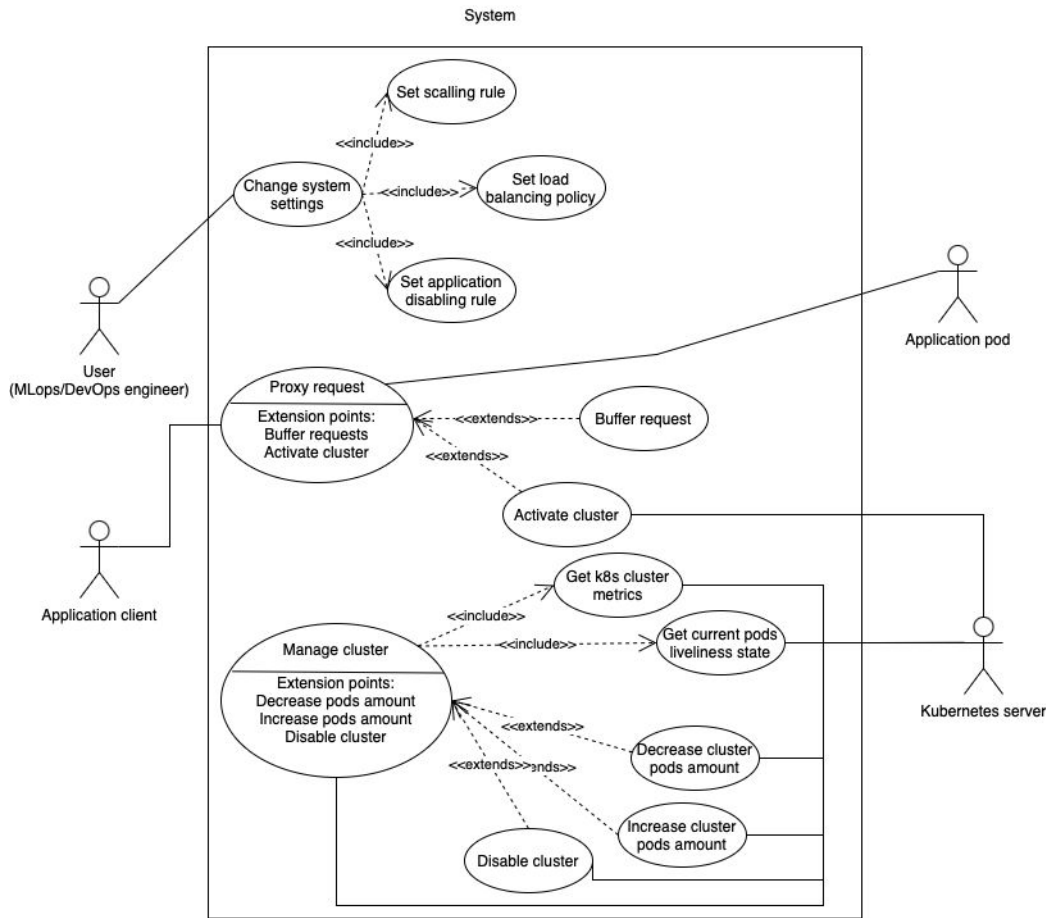 System
Set scalling rule
<<include>>
Change system
settings
<<include>>
Set load
balancing policy
<<include>>
Set application
disabling rule
User
(MLops/DevOps engineer)
Application pod
Proxy request
Extension points:
Buffer requests
Activate cluster
<<extends>>
Buffer request
<<extends>>
Activate cluster
Application client
Get k8s cluster
metrics
<<include>>
Get current pods
liveliness state
<<include>>
Manage cluster
Extension points:
Decrease pods amount
Increase pods amount
Disable cluster
Kubernetes server
<<extends>>
Decrease cluster
pods amount
<<extends>>
nds>>
Increase cluster
pods amount
Disable cluster